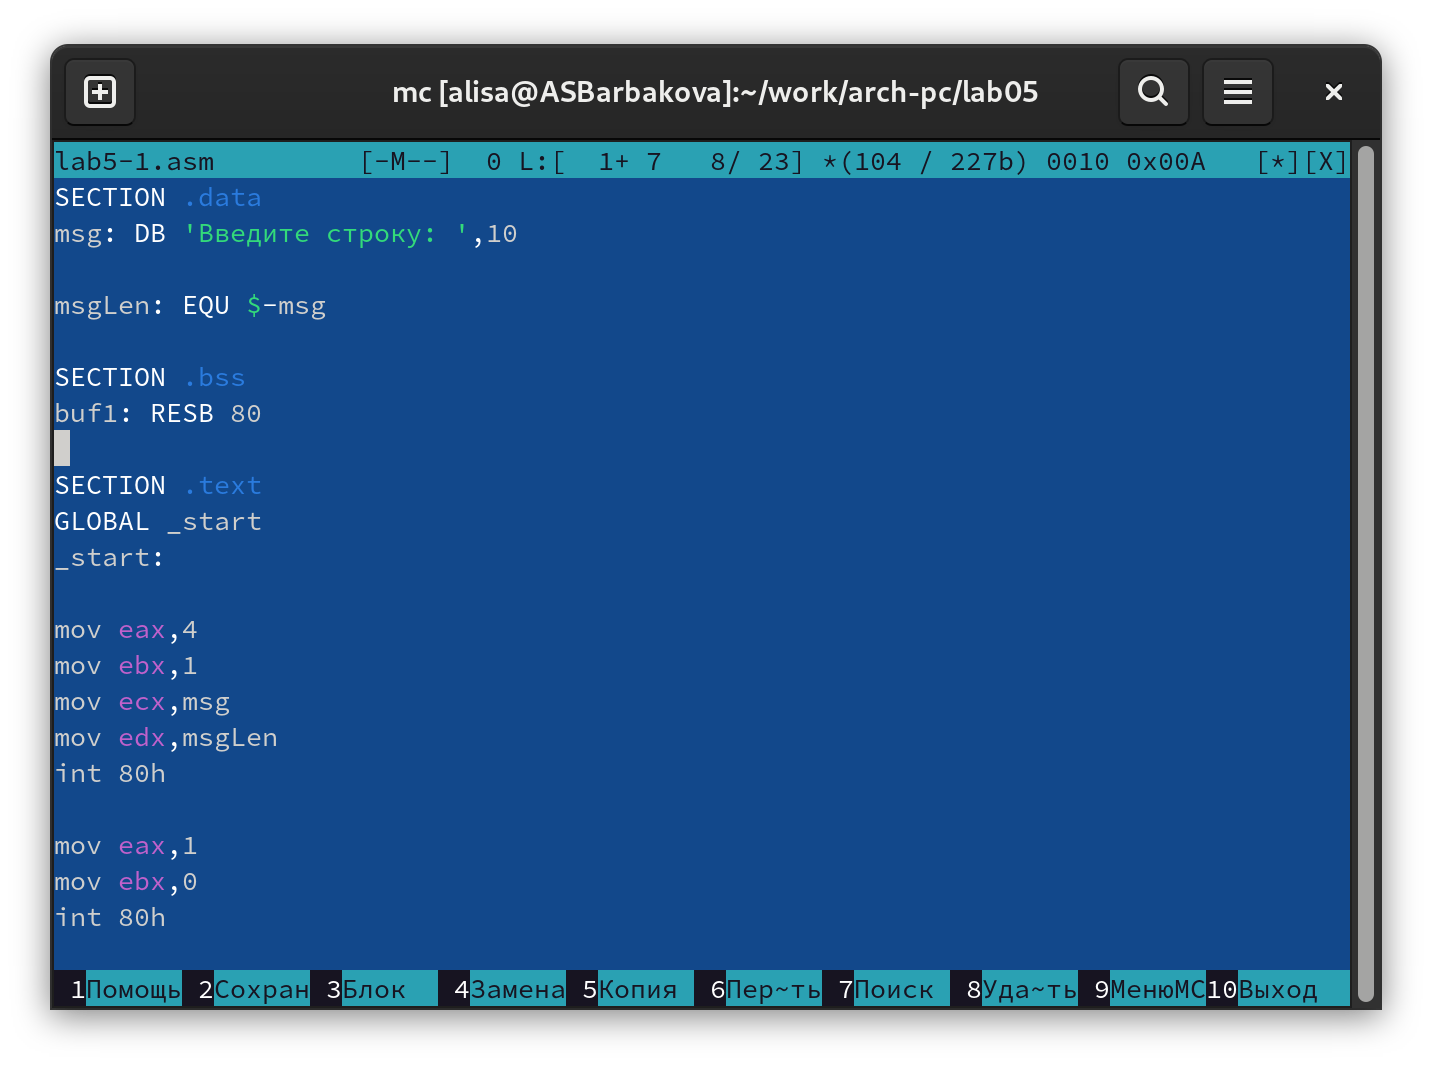 mc [alisa@ASBarbakova]:~/work/arch-pc/lab05
lab5-1.asm [-M--] 0 L:[ 1+ 7 8/ 23] *(104 / 227b) 0010 0x00A [*][X]
SECTION .data
msg: DB 'Введите строку: ',10
msgLen: EQU $-msg
SECTION .bss
buf1: RESB 80
SECTION .text
GLOBAL _start
_start:
mov eax,4
mov ebx,1
mov ecx,msg
mov edx,msgLen
int 80h
mov eax,1
mov ebx,0
int 80h
1Помощь 2Сохран 3Блок 4Замена 5Копия 6Пер~ть 7Поиск 8Уда~ть 9МенюMC 10Выход